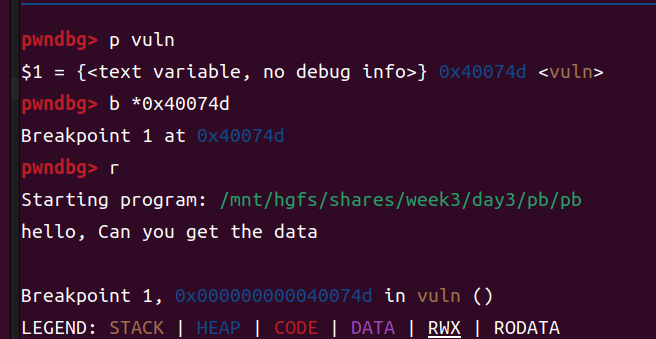 pwndbg> p vuln
$1 = {<text variable, no debug info>} 0x40074d <vuln>
pwndbg> b *0x40074d
Breakpoint 1 at 0x40074d
pwndbg> r
Starting program: /mnt/hgfs/shares/week3/day3/pb/pb
hello, Can you get the data
Breakpoint 1, 0x000000000040074d in vuln ()
LEGEND: STACK | HEAP | CODE | DATA | RWX | RODATA